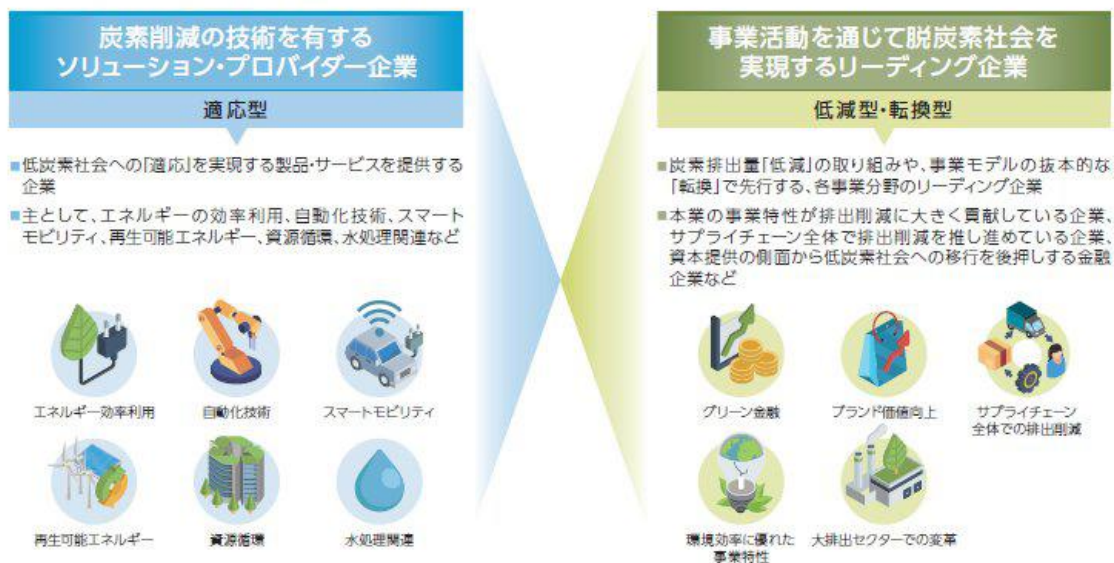 炭素削減の技術を有する
ソリューション・プロバイダー企業
適応型
■低炭素社会への「適応」を実現する製品・サービスを提供する
企業
■主として、エネルギーの効率利用、自動化技術、スマート
モビリティ、再生可能エネルギー、資源循環、水処理関連など
エネルギー効率利用
自動化技術
スマートモビリティ
再生可能エネルギー
資源循環
水処理関連
事業活動を通じて脱炭素社会を
実現するリーディング企業
低減型・転換型
■炭素排出量「低減」の取り組みや、事業モデルの抜本的な
「転換」で先行する、各事業分野のリーディング企業
■本業の事業特性が排出削減に大きく貢献している企業、
サプライチェーン全体で排出削減を推し進めている企業、
資本提供の側面から低炭素社会への移行を後押しする金融
企業など
グリーン金融
ブランド価値向上
サプライチェーン
全体での排出削減
環境効率に優れた
事業特性
大排出セクターでの変革